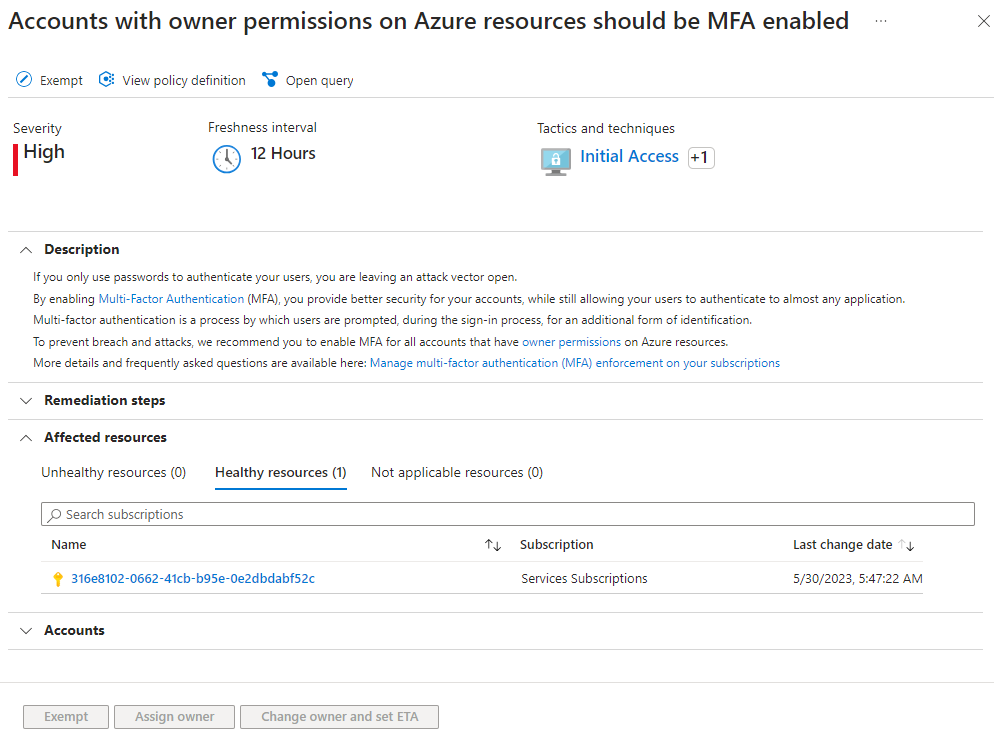 Accounts with owner permissions on Azure resources should be MFA enabled ...
Exempt View policy definition Open query
Severity Freshness interval Tactics and techniques
High 12 Hours Initial Access +1
Description
If you only use passwords to authenticate your users, you are leaving an attack vector open.
By enabling Multi-Factor Authentication (MFA), you provide better security for your accounts, while still allowing your users to authenticate to almost any application.
Multi-factor authentication is a process by which users are prompted, during the sign-in process, for an additional form of identification.
To prevent breach and attacks, we recommend you to enable MFA for all accounts that have owner permissions on Azure resources.
More details and frequently asked questions are available here: Manage multi-factor authentication (MFA) enforcement on your subscriptions
Remediation steps
Affected resources
Unhealthy resources (0) Healthy resources (1) Not applicable resources (0)
Search subscriptions
Name Subscription Last change date
316e8102-0662-41cb-b95e-0e2dbdabf52c Services Subscriptions 5/30/2023, 5:47:22 AM
Accounts
Exempt Assign owner Change owner and set ETA